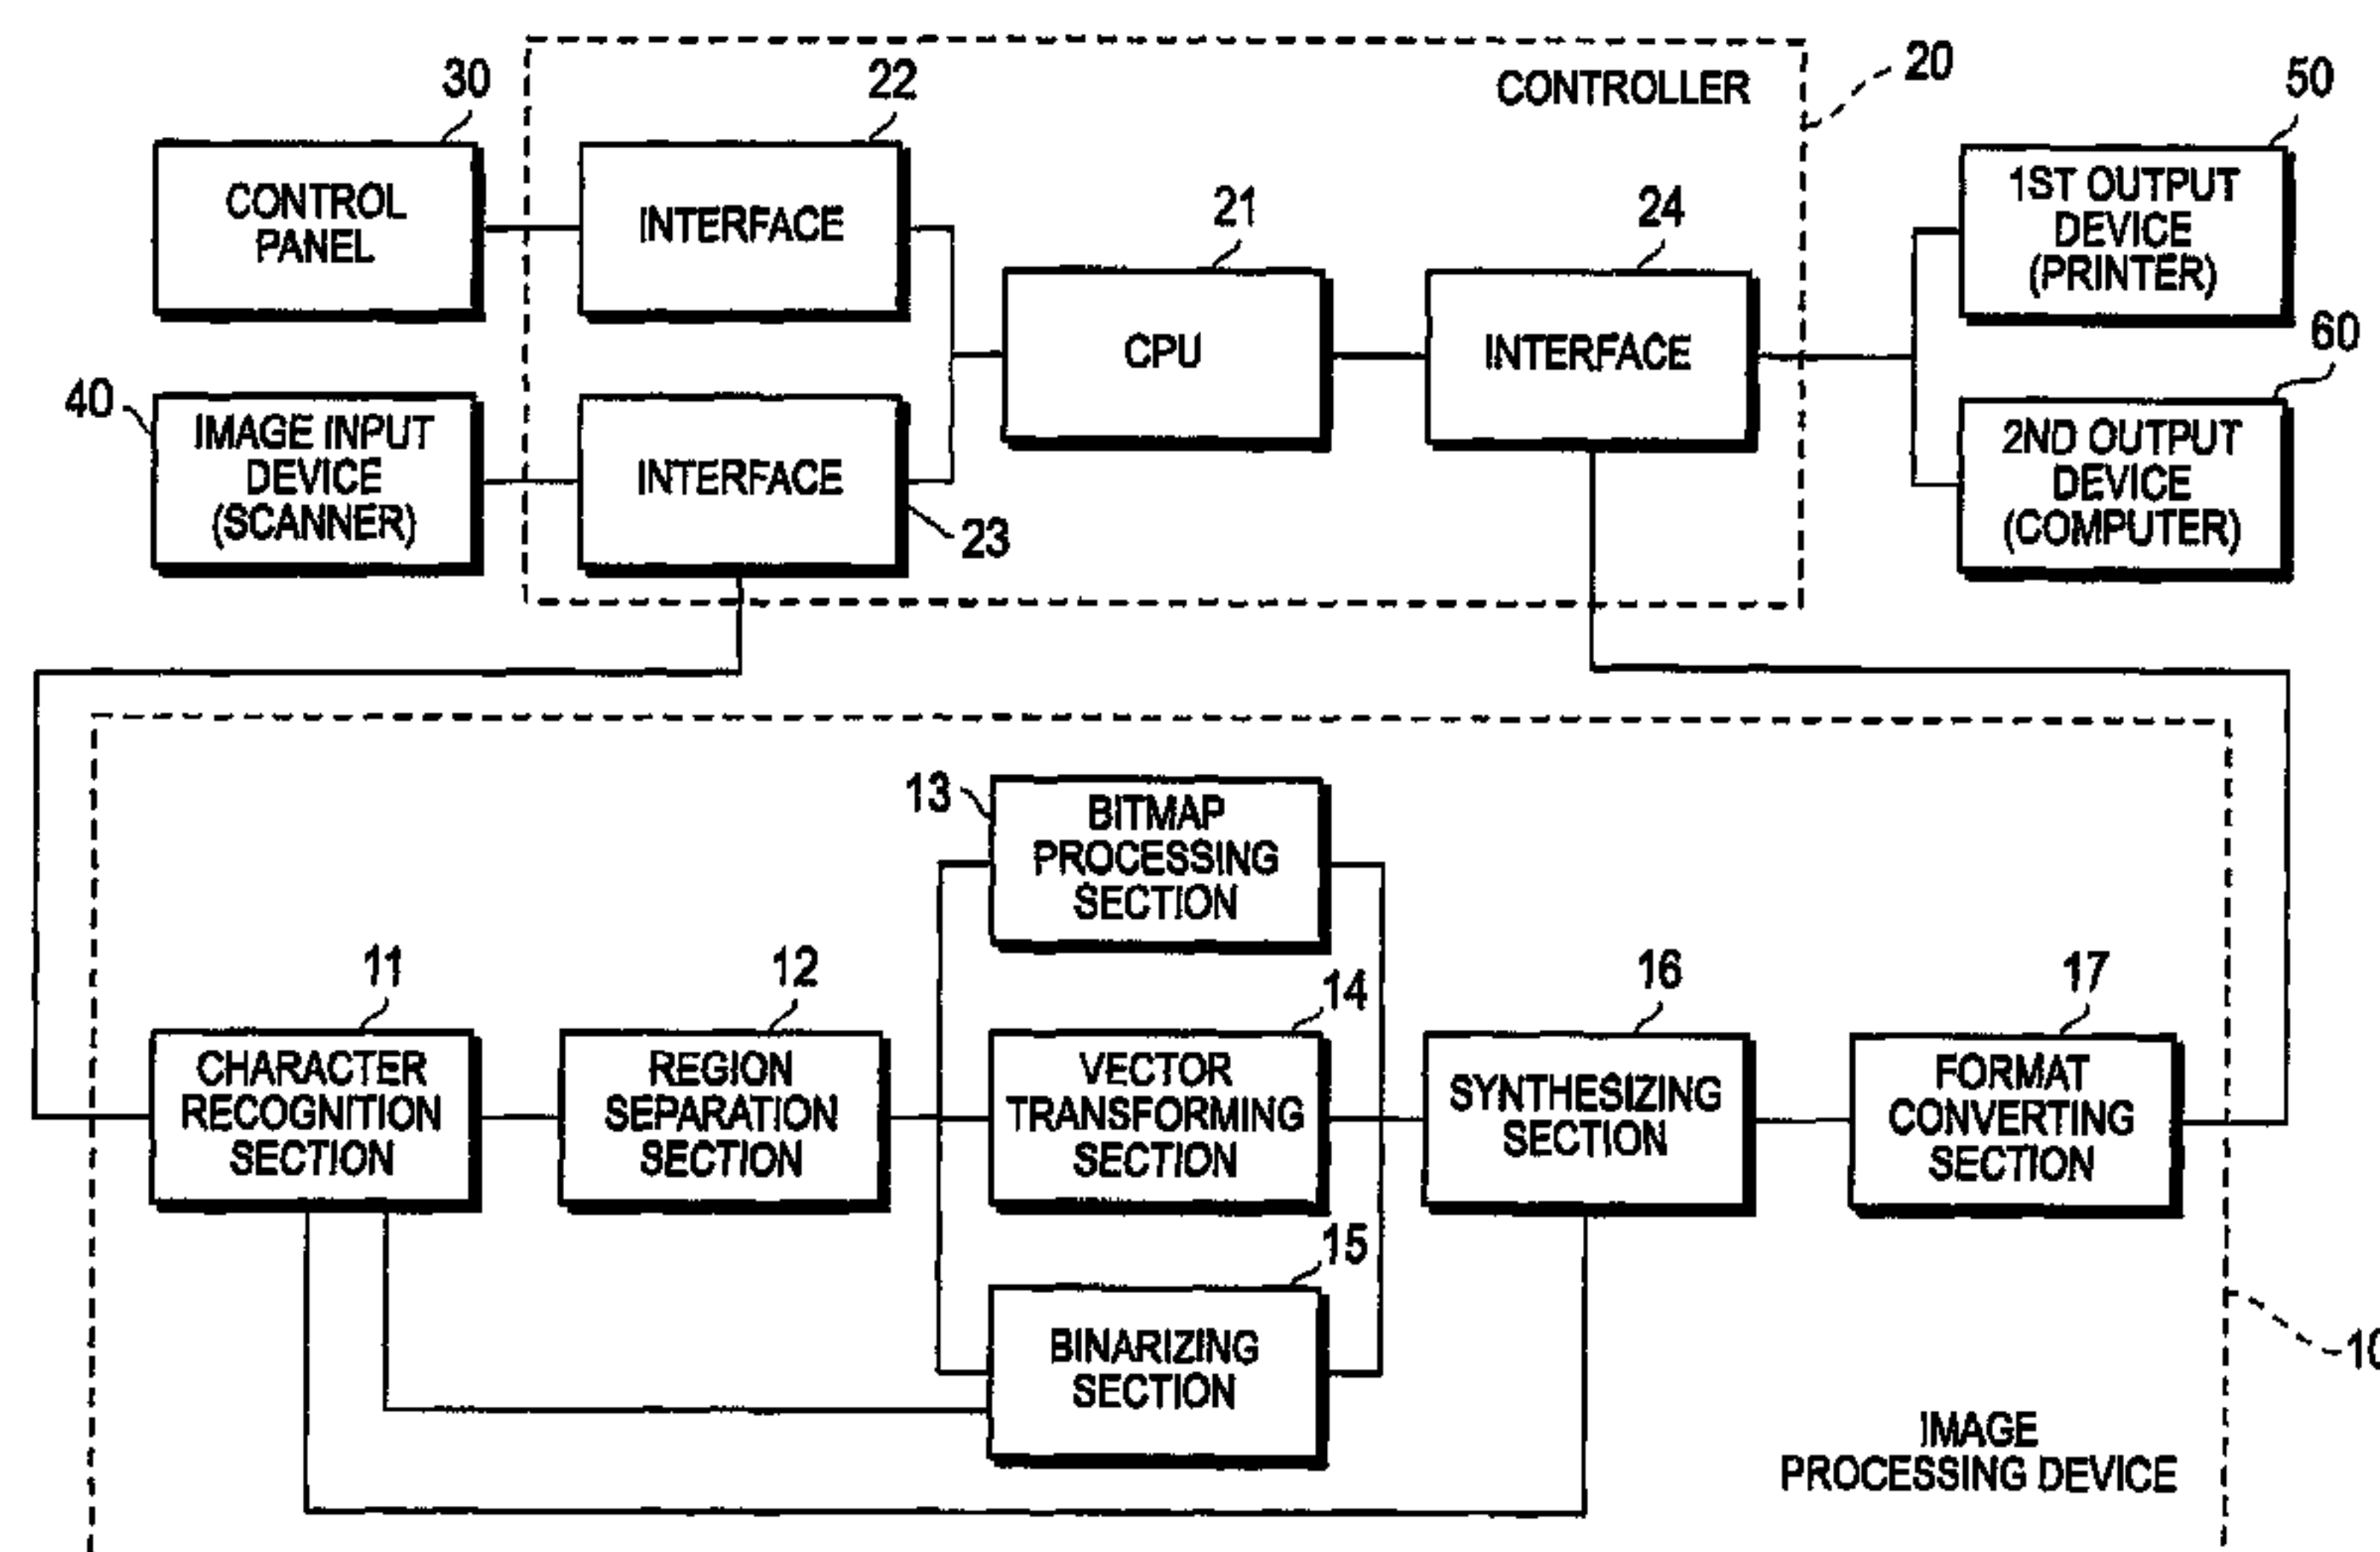 CONTROLLER
20
30
22
50
CONTROL
PANEL
INTERFACE
21
24
1ST OUTPUT
DEVICE
(PRINTER)
CPU
INTERFACE
60
40
IMAGE INPUT
DEVICE
(SCANNER)
INTERFACE
23
2ND OUTPUT
DEVICE
(COMPUTER)
13
BITMAP
PROCESSING
SECTION
11
12
14
16
17
CHARACTER
RECOGNITION
SECTION
REGION
SEPARATION
SECTION
VECTOR
TRANSFORMING
SECTION
SYNTHESIZING
SECTION
FORMAT
CONVERTING
SECTION
15
BINARIZING
SECTION
10
IMAGE
PROCESSING DEVICE